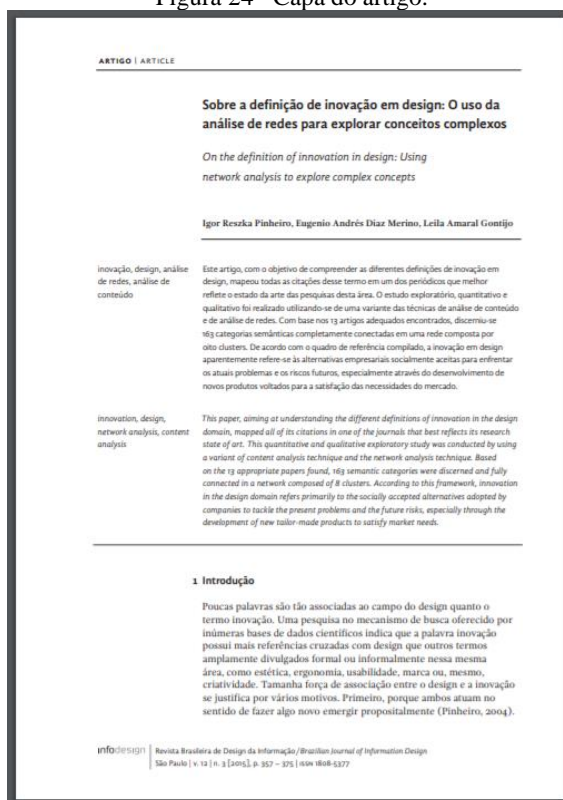 Figura 24 - Capa do artigo.
ARTIGO | ARTICLE
Sobre a definição de inovação em design: O uso da
análise de redes para explorar conceitos complexos
On the definition of innovation in design: Using
network analysis to explore complex concepts
Igor Reszka Pinheiro, Eugenio Andrés Díaz Merino, Leila Amaral Gontijo
inovação, design, análise
de redes, análise de
conteúdo
Este artigo, com o objetivo de compreender as diferentes definições de inovação em
design, mapeou todas as citações desse termo em um dos periódicos que melhor
reflete o estado da arte das pesquisas desta área. O estudo exploratório, quantitativo e
qualitativo foi realizado utilizando-se de uma variante das técnicas de análise de conteúdo
e de análise de redes. Com base nos 13 artigos adequados encontrados, discerniu-se
163 categorias semânticas completamente conectadas em uma rede composta por
oito clusters. De acordo com o quadro de referência compilado, a inovação em design
aparentemente refere-se às alternativas empresariais socialmente aceitas para enfrentar
os atuais problemas e os riscos futuros, especialmente através do desenvolvimento de
novos produtos voltados para a satisfação das necessidades do mercado.
innovation, design,
network analysis, content
analysis
This paper, aiming at understanding the different definitions of innovation in the design
domain, mapped all of its citations in one of the journals that best reflects its research
state of art. This quantitative and qualitative exploratory study was conducted by using
a variant of content analysis technique and the network analysis technique. Based
on the 13 appropriate papers found, 163 semantic categories were discerned and fully
connected in a network composed of 8 clusters. According to this framework, innovation
in the design domain refers primarily to the socially accepted alternatives adopted by
companies to tackle the present problems and the future risks, especially through the
development of new tailor-made products to satisfy market needs.
1 Introdução
Poucas palavras são tão associadas ao campo do design quanto o
termo inovação. Uma pesquisa no mecanismo de busca oferecido por
inúmeras bases de dados científicos indica que a palavra inovação
possui mais referências cruzadas com design que outros termos
amplamente divulgados formal ou informalmente nessa mesma
área, como estética, ergonomia, usabilidade, marca ou, mesmo,
criatividade. Tamanha força de associação entre o design e a inovação
se justifica por vários motivos. Primeiro, porque ambos atuam no
sentido de fazer algo novo emergir propositalmente (Pinheiro, 2004).
infodesign
Revista Brasileira de Design da Informação / Brazilian Journal of Information Design
São Paulo | v. 12 | n. 3 [2015], p. 357 – 375 | ISSN 1808-5377